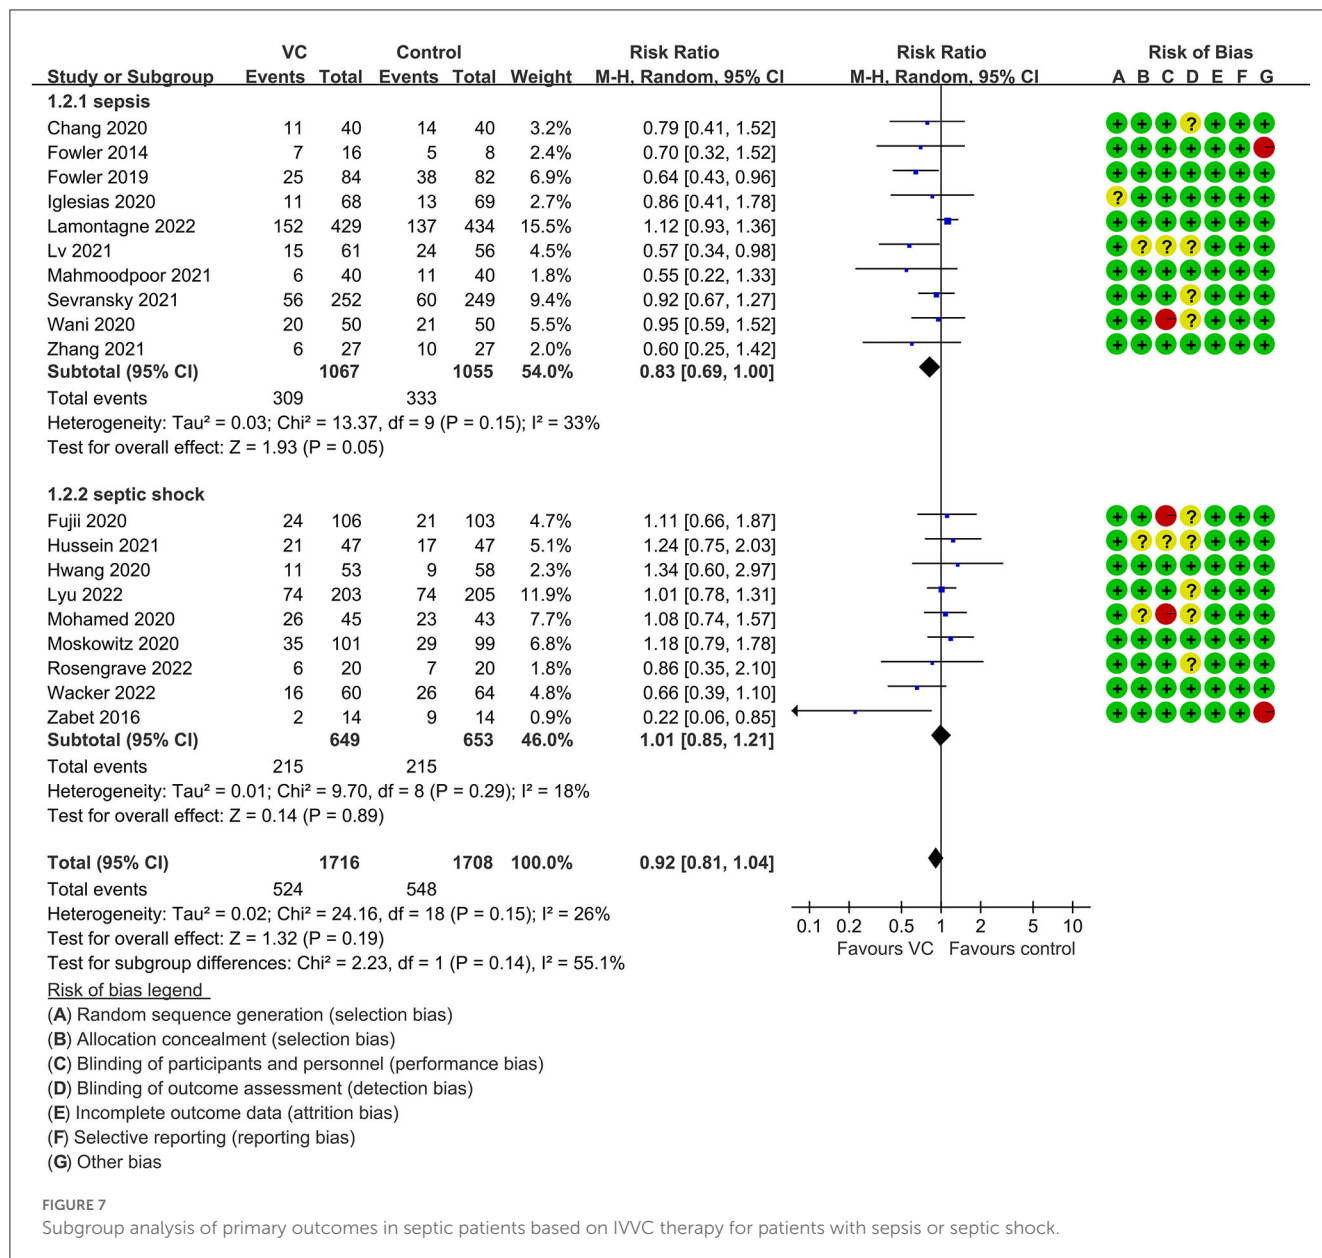 VC Control Risk Ratio Risk Ratio Risk of Bias
Study or Subgroup Events Total Events Total Weight M-H, Random, 95% CI M-H, Random, 95% CI A B C D E F G
1.2.1 sepsis
Chang 2020 11 40 14 40 3.2% 0.79 [0.41, 1.52] + + + ? + + +
Fowler 2014 7 16 5 8 2.4% 0.70 [0.32, 1.52] + + + + + +
Fowler 2019 25 84 38 82 6.9% 0.64 [0.43, 0.96] + + + + + + +
Iglesias 2020 11 68 13 69 2.7% 0.86 [0.41, 1.78] ? + + + + + +
Lamontagne 2022 152 429 137 434 15.5% 1.12 [0.93, 1.36] + + + + + + +
Lv 2021 15 61 24 56 4.5% 0.57 [0.34, 0.98] + ? ? ? + + +
Mahmoodpoor 2021 6 40 11 40 1.8% 0.55 [0.22, 1.33] + + + + + + +
Sevransky 2021 56 252 60 249 9.4% 0.92 [0.67, 1.27] + + + ? + + +
Wani 2020 20 50 21 50 5.5% 0.95 [0.59, 1.52] + + ? + + +
Zhang 2021 6 27 10 27 2.0% 0.60 [0.25, 1.42] + + + + + + +
Subtotal (95% CI) 1067 1055 54.0% 0.83 [0.69, 1.00]
Total events 309 333
Heterogeneity: Tau² = 0.03; Chi² = 13.37, df = 9 (P = 0.15); I² = 33%
Test for overall effect: Z = 1.93 (P = 0.05)
1.2.2 septic shock
Fujii 2020 24 106 21 103 4.7% 1.11 [0.66, 1.87] + + ? + + +
Hussein 2021 21 47 17 47 5.1% 1.24 [0.75, 2.03] + ? ? ? + + +
Hwang 2020 11 53 9 58 2.3% 1.34 [0.60, 2.97] + + + + + + +
Lyu 2022 74 203 74 205 11.9% 1.01 [0.78, 1.31] + + + ? + + +
Mohamed 2020 26 45 23 43 7.7% 1.08 [0.74, 1.57] + ? ? + + +
Moskowitz 2020 35 101 29 99 6.8% 1.18 [0.79, 1.78] + + + + + + +
Rosengrave 2022 6 20 7 20 1.8% 0.86 [0.35, 2.10] + + + ? + + +
Wacker 2022 16 60 26 64 4.8% 0.66 [0.39, 1.10] + + + + + + +
Zabet 2016 2 14 9 14 0.9% 0.22 [0.06, 0.85] + + + + + +
Subtotal (95% CI) 649 653 46.0% 1.01 [0.85, 1.21]
Total events 215 215
Heterogeneity: Tau² = 0.01; Chi² = 9.70, df = 8 (P = 0.29); I² = 18%
Test for overall effect: Z = 0.14 (P = 0.89)
Total (95% CI) 1716 1708 100.0% 0.92 [0.81, 1.04]
Total events 524 548
Heterogeneity: Tau² = 0.02; Chi² = 24.16, df = 18 (P = 0.15); I² = 26%
0.1 0.2 0.5 1 2 5 10
Test for overall effect: Z = 1.32 (P = 0.19)
Favours VC Favours control
Test for subgroup differences: Chi² = 2.23, df = 1 (P = 0.14), I² = 55.1%
Risk of bias legend
(A) Random sequence generation (selection bias)
(B) Allocation concealment (selection bias)
(C) Blinding of participants and personnel (performance bias)
(D) Blinding of outcome assessment (detection bias)
(E) Incomplete outcome data (attrition bias)
(F) Selective reporting (reporting bias)
(G) Other bias
FIGURE 7
Subgroup analysis of primary outcomes in septic patients based on IVVC therapy for patients with sepsis or septic shock.